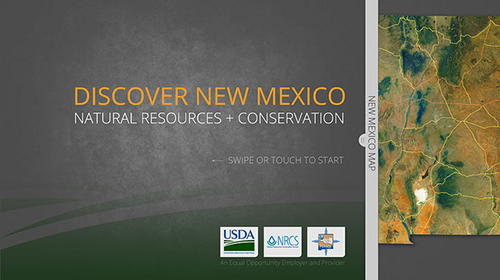 DISCOVER NEW MEXICO
NATURAL RESOURCES + CONSERVATION
← SWIPE OR TOUCH TO START
NEW MEXICO MAP
USDA
NRCS
An Equal Opportunity Employer and Provider